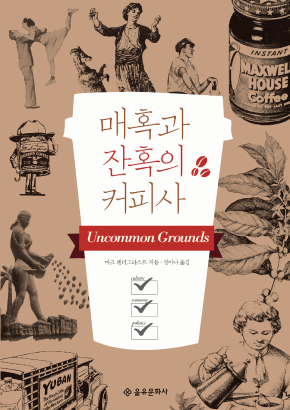 INSTANT
MAXWELL
HOUSE
Coffee
매혹과
잔혹의
커피사
Uncommon Grounds
마크 펜더그라스트 지음 · 정미나 옮김
culture
economy
politics
YUBAN
을유문화사